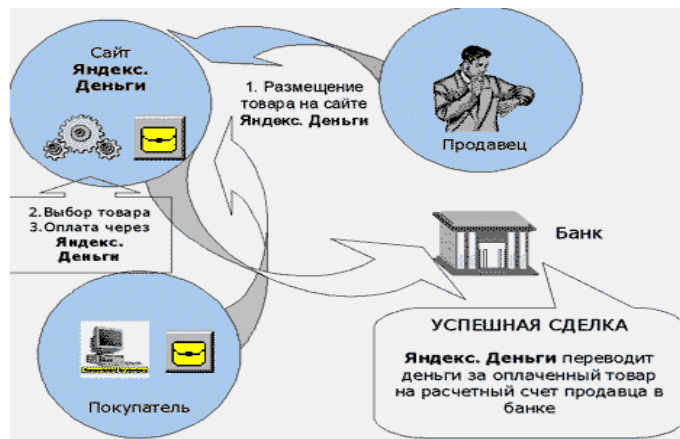 Сайт
Яндекс.
Деньги
1. Размещение
товара на сайте
Яндекс. Деньги
Продавец
2.Выбор товара
3.Оплата через
Яндекс.
Деньги
Банк
Покупатель
УСПЕШНАЯ СДЕЛКА
Яндекс. Деньги переводит
деньги за оплаченный товар
на расчетный счет продавца в
банке